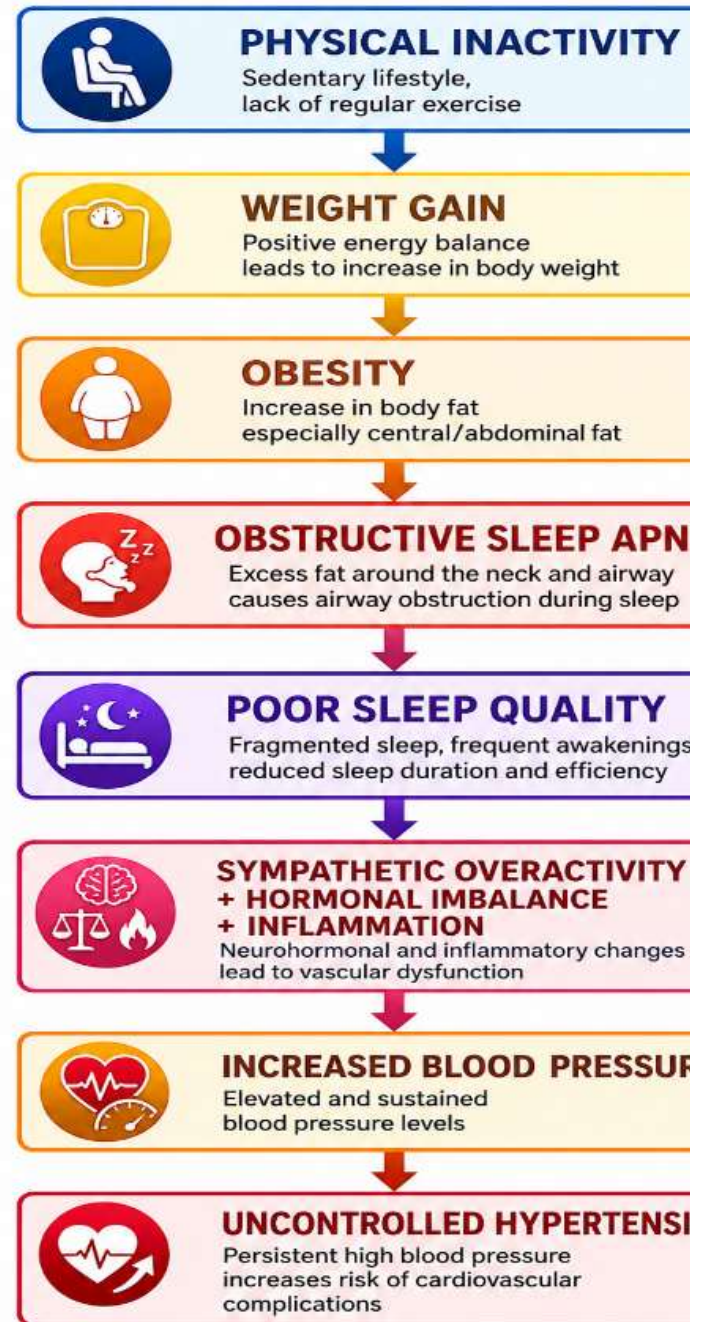 PHYSICAL INACTIVITY
Sedentary lifestyle,
lack of regular exercise
WEIGHT GAIN
Positive energy balance
leads to increase in body weight
OBESITY
Increase in body fat
especially central/abdominal fat
Z Z Z
OBSTRUCTIVE SLEEP APN
Excess fat around the neck and airway
causes airway obstruction during sleep
POOR SLEEP QUALITY
Fragmented sleep, frequent awakenings
reduced sleep duration and efficiency
SYMPATHETIC OVERACTIVITY
+ HORMONAL IMBALANCE
+ INFLAMMATION
Neurohormonal and inflammatory changes
lead to vascular dysfunction
INCREASED BLOOD PRESSUR
Elevated and sustained
blood pressure levels
UNCONTROLLED HYPERTENSI
Persistent high blood pressure
increases risk of cardiovascular
complications